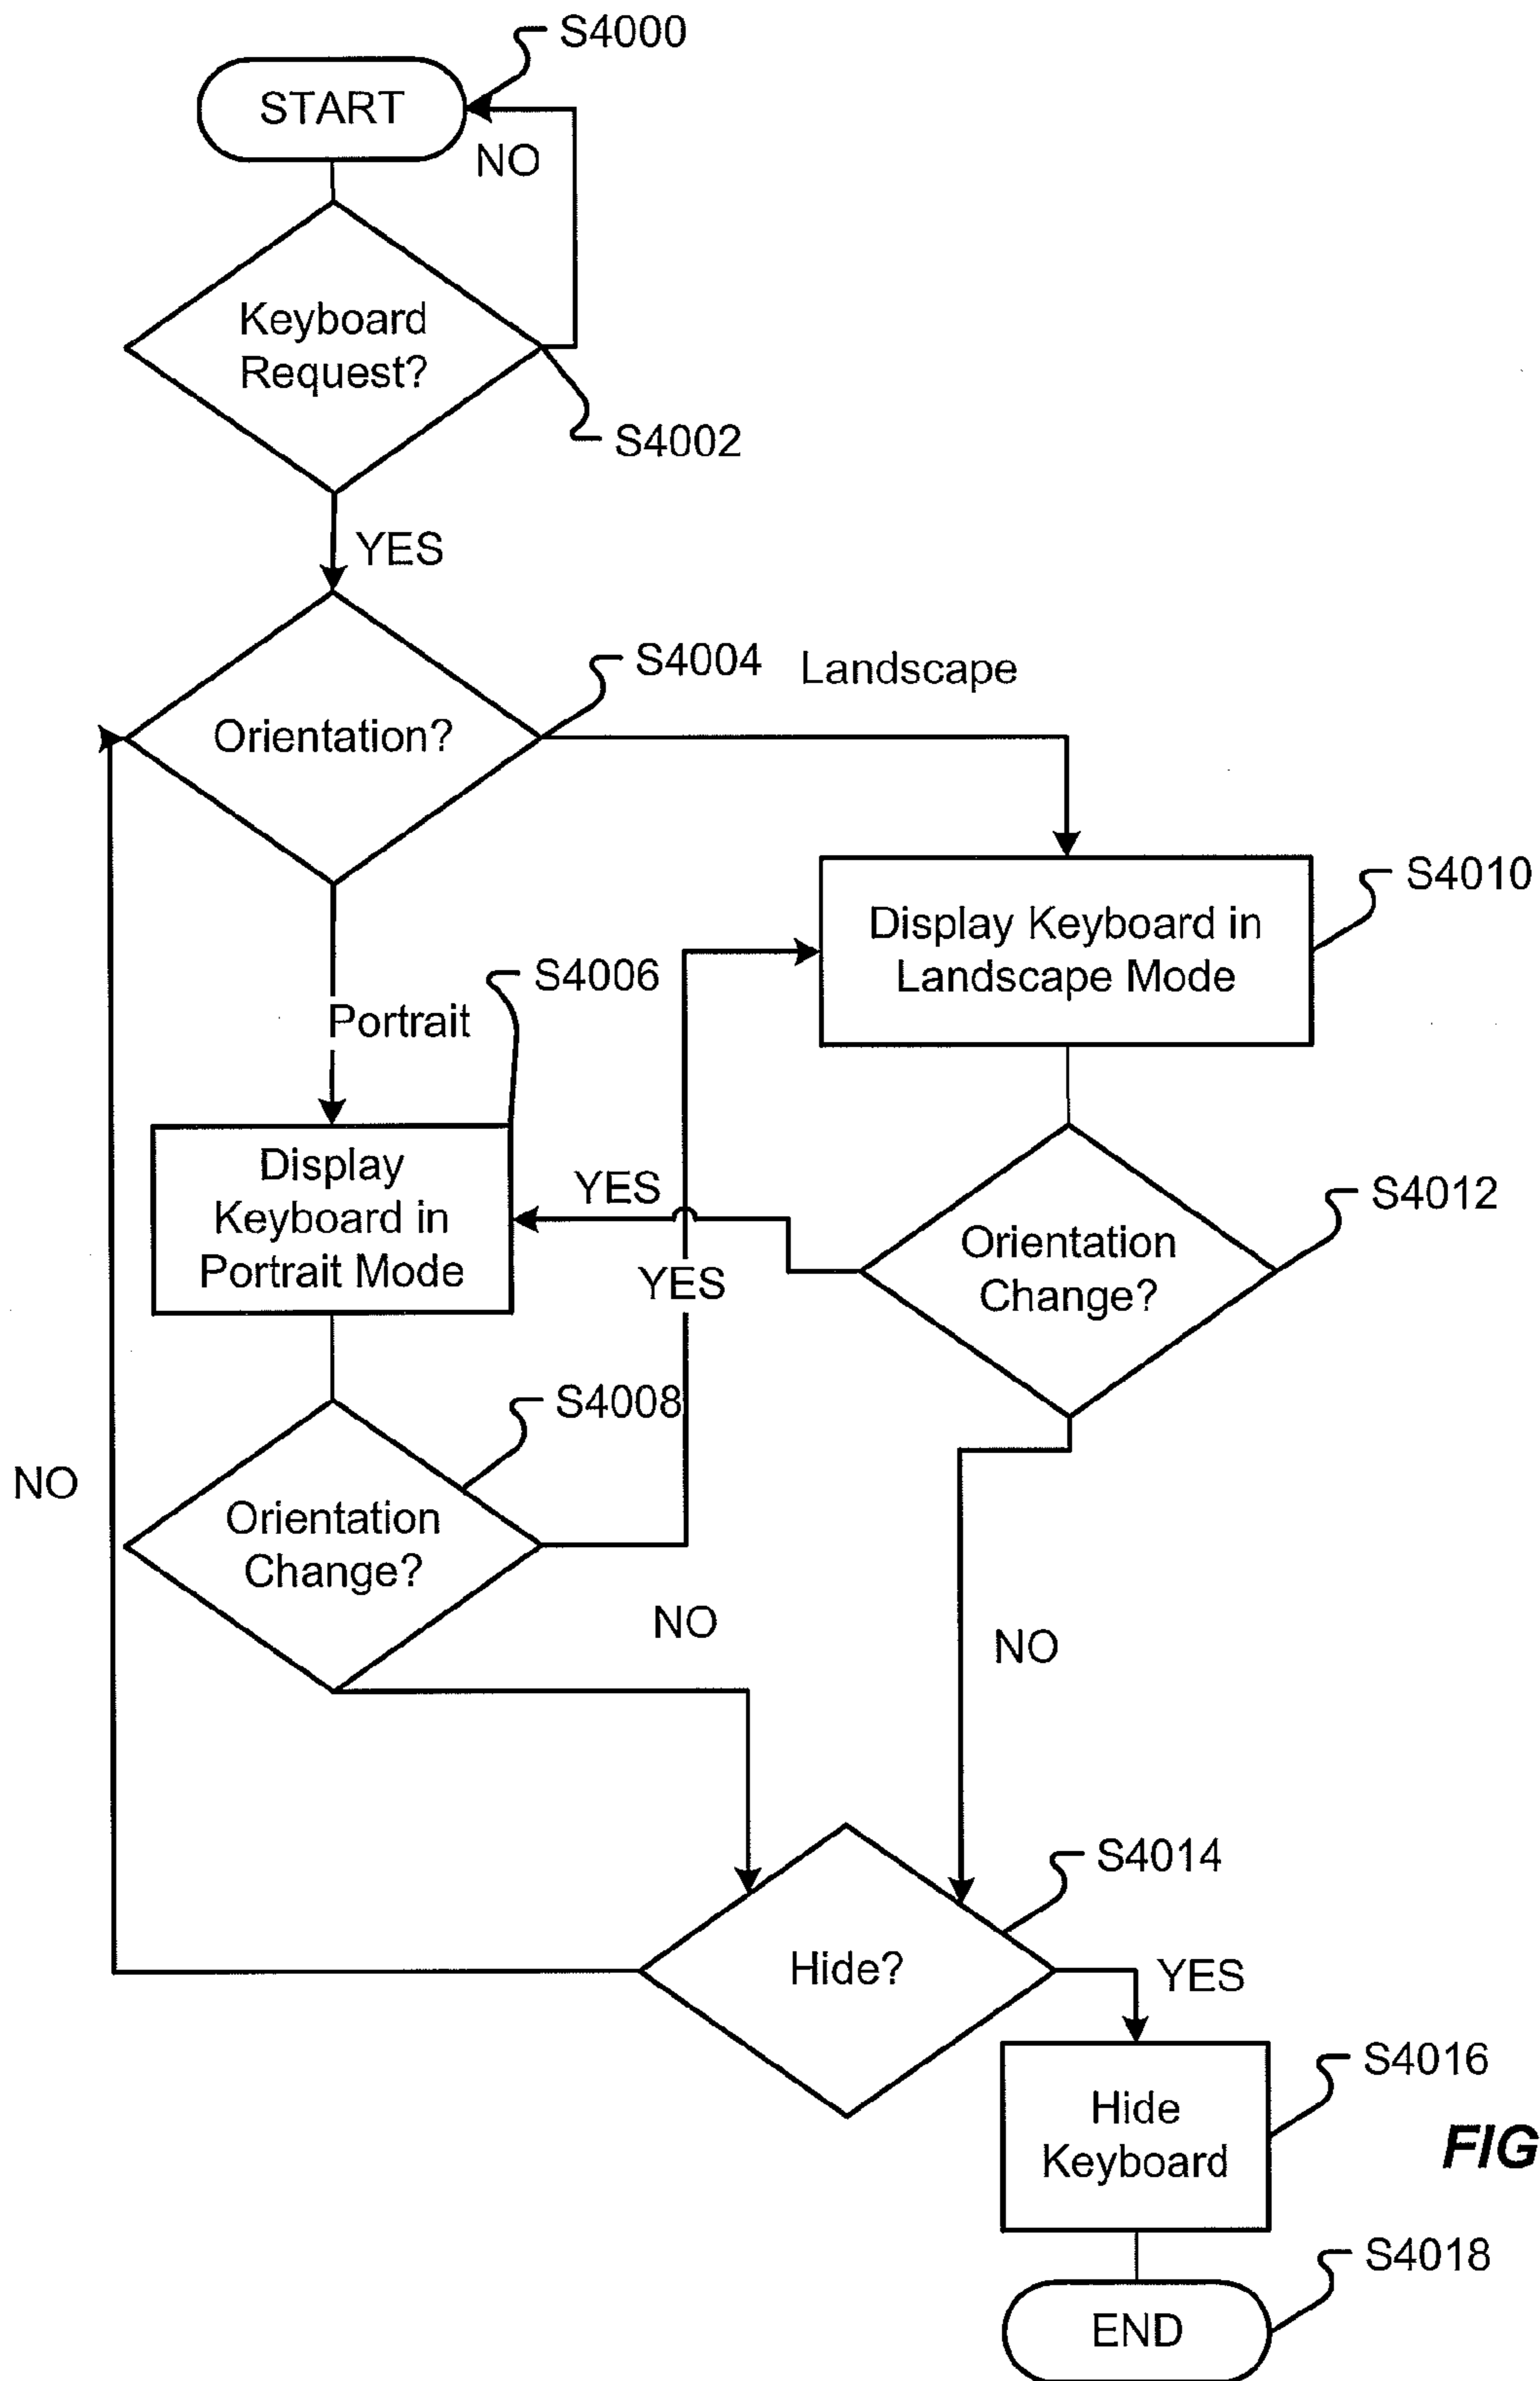 S4000
START
NO
Keyboard
Request?
S4002
YES
S4004
Landscape
Orientation?
S4010
Display Keyboard in
Landscape Mode
S4006
Portrait
Display
Keyboard in
Portrait Mode
YES
S4012
Orientation
Change?
YES
S4008
NO
Orientation
Change?
NO
NO
S4014
Hide?
YES
S4016
Hide
Keyboard
FIG
S4018
END